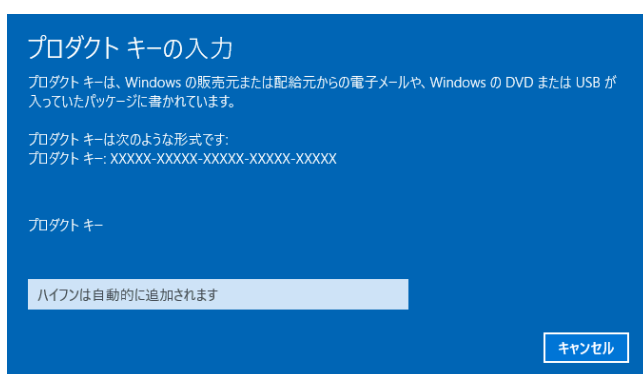 プロダクト キーの入力
プロダクト キーは、Windows の販売元または配給元からの電子メールや、Windows の DVD または USB が
入っていたパッケージに書かれています。
プロダクト キーは次のような形式です:
プロダクト キー: XXXXX-XXXXX-XXXXX-XXXXX-XXXXX
プロダクト キー
ハイフンは自動的に追加されます
キャンセル